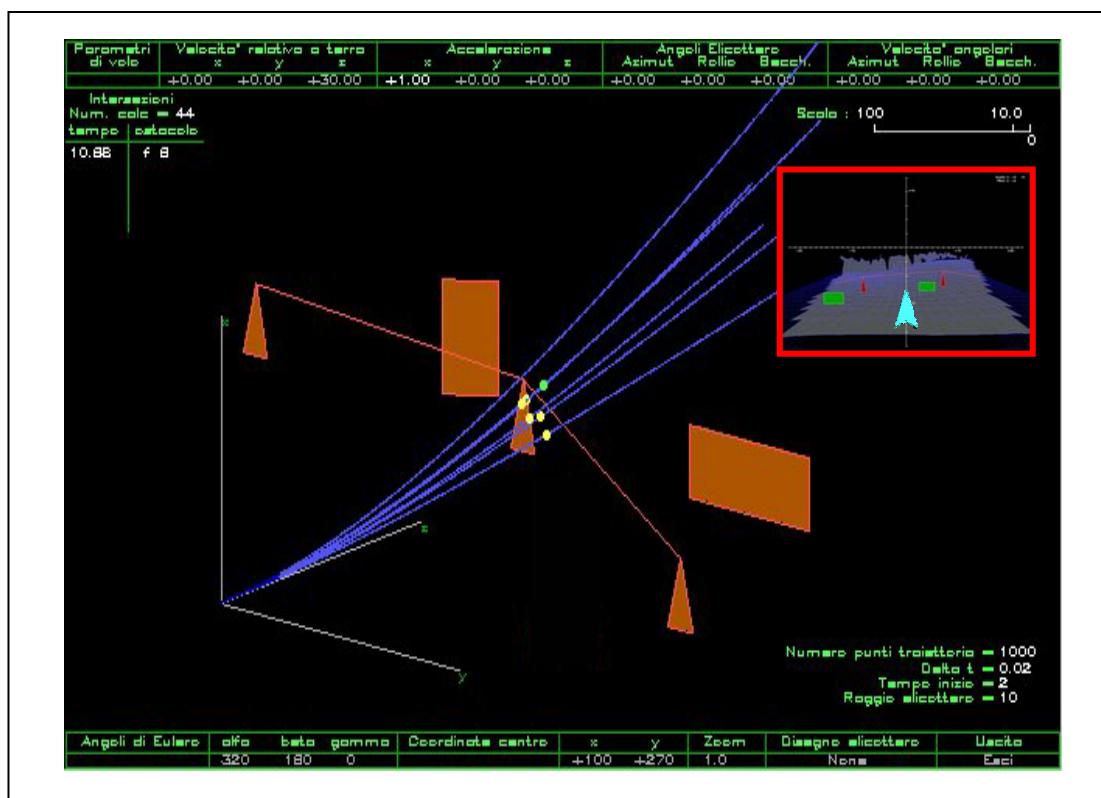 Parametri Velocita' relativa a terra Accelerazione Angoli Elicottero Velocita' angolari
di volo x y z x y z Azimut Rollio Becch. Azimut Rollio Becch.
+0.00 +0.00 +30.00 +1.00 +0.00 +0.00 +0.00 +0.00 +0.00 +0.00 +0.00 +0.00
Intersezioni
Num. calc = 44
tempo ostacolo
10.88 f 8
Scala : 100 10.0
0
x
z
y
Numero punti traiettoria = 1000
Delta t = 0.02
Tempo inizio = 2
Raggio elicottero = 10
Angoli di Eulero alfa beta gamma Coordinate centro x y Zoom Disegno elicottero Uscita
320 180 0 +100 +270 1.0 None Esci